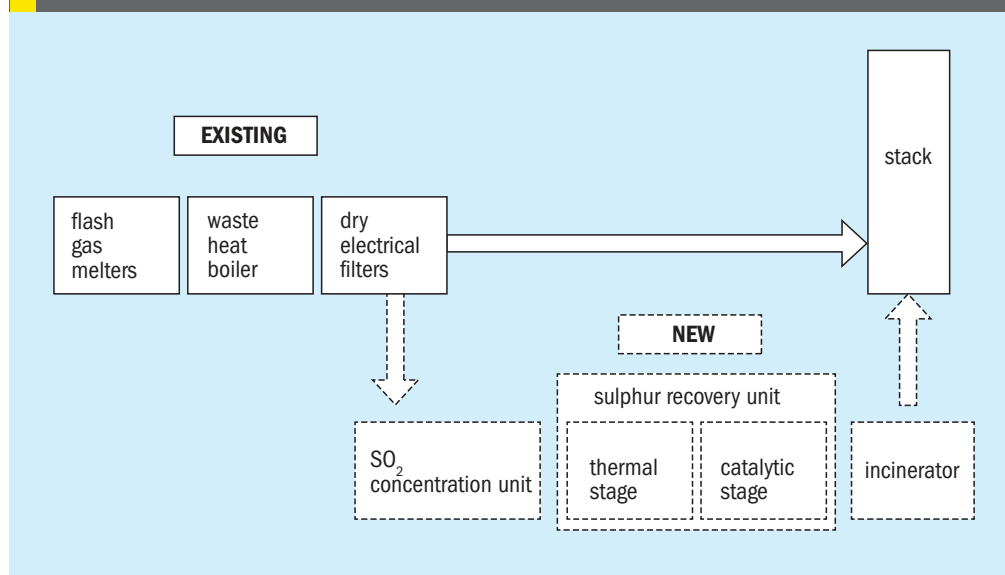 EXISTING
stack
flash
gas
melters
waste
heat
boiler
dry
electrical
filters
NEW
sulphur recovery unit
SO₂
concentration unit
thermal
stage
catalytic
stage
incinerator